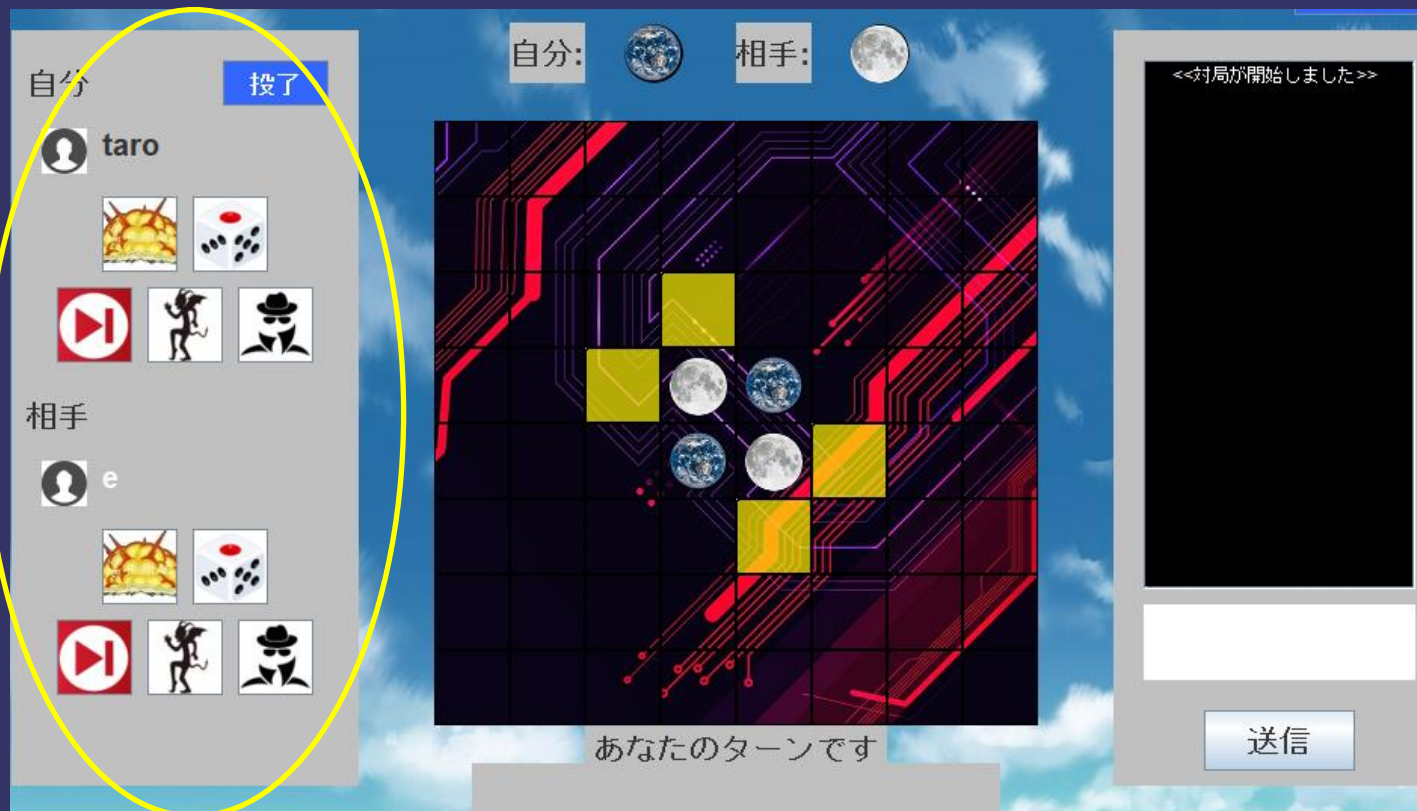 自分: 相手:
自分 投了
taro
相手
e
<<対局が開始しました>>
あなたのターンです
送信